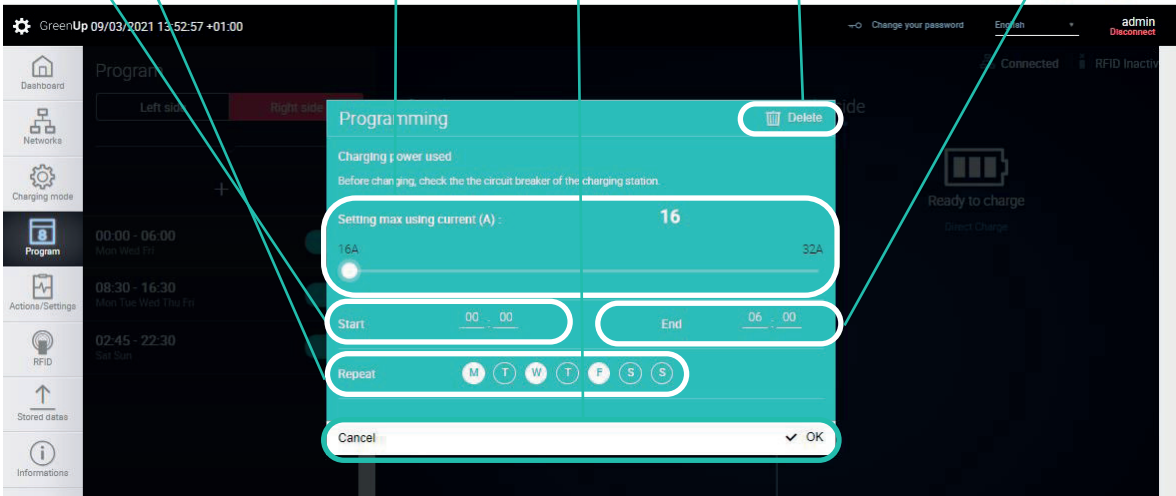 GreenUp 09/03/2021 13:52:57 +01:00
Change your password
English
admin
Disconnect
Dashboard
Networks
Charging mode
8
Program
Actions/Settings
RFID
Stored datas
Informations
Program
Left side
Right side
+
00:00 - 06:00
Mon Wed Fri
08:30 - 16:30
Mon Tue Wed Thu Fri
02:45 - 22:30
Sat Sun
Connected
RFID Inactiv
Programming
Delete
Charging power used
Before changing, check the the circuit breaker of the charging station.
Setting max using current (A) :
16
16A
32A
Start
00 : 00
End
06 : 00
Repeat
M T W T F S S
Cancel
OK
ide
Ready to charge
Direct Charge